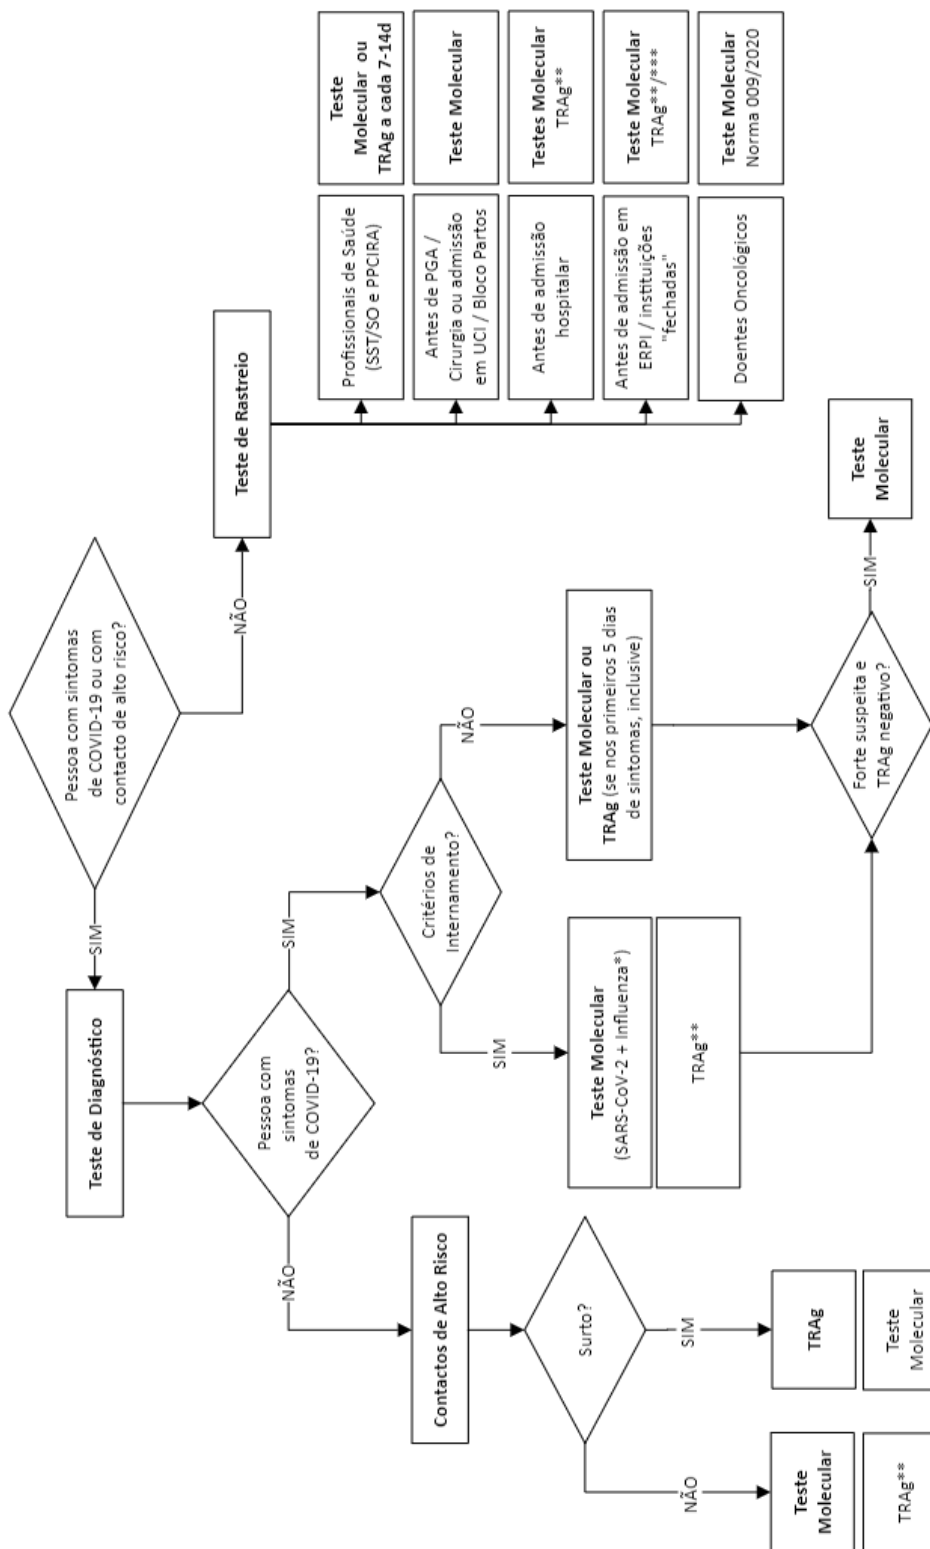 Pessoa com sintomas
de COVID-19 ou com
contacto de alto risco?
SIM
NÃO
Teste de Diagnóstico
Teste de Rastreio
Pessoa com
sintomas
de COVID-19?
NÃO
SIM
Contactos de Alto Risco
Critérios de
Internamento?
SIM
NÃO
Surto?
NÃO
SIM
Teste Molecular
(SARS-CoV-2 + Influenza*)
TRAg**
Teste Molecular ou
TRAg (se nos primeiros 5 dias
de sintomas, inclusive)
Teste
Molecular
TRAg**
TRAg
Teste
Molecular
Forte suspeita e
TRAg negativo?
SIM
Teste
Molecular
Profissionais de Saúde
(SST/SO e PPCIRA)
Teste
Molecular ou
TRAg a cada 7-14d
Antes de PGA /
Cirurgia ou admissão
em UCI / Bloco Partos
Teste Molecular
Antes de admissão
hospitalar
Testes Molecular
TRAg**
Antes de admissão em
ERPI / instituições
"fechadas"
Teste Molecular
TRAg**/***
Doentes Oncológicos
Teste Molecular
Norma 009/2020